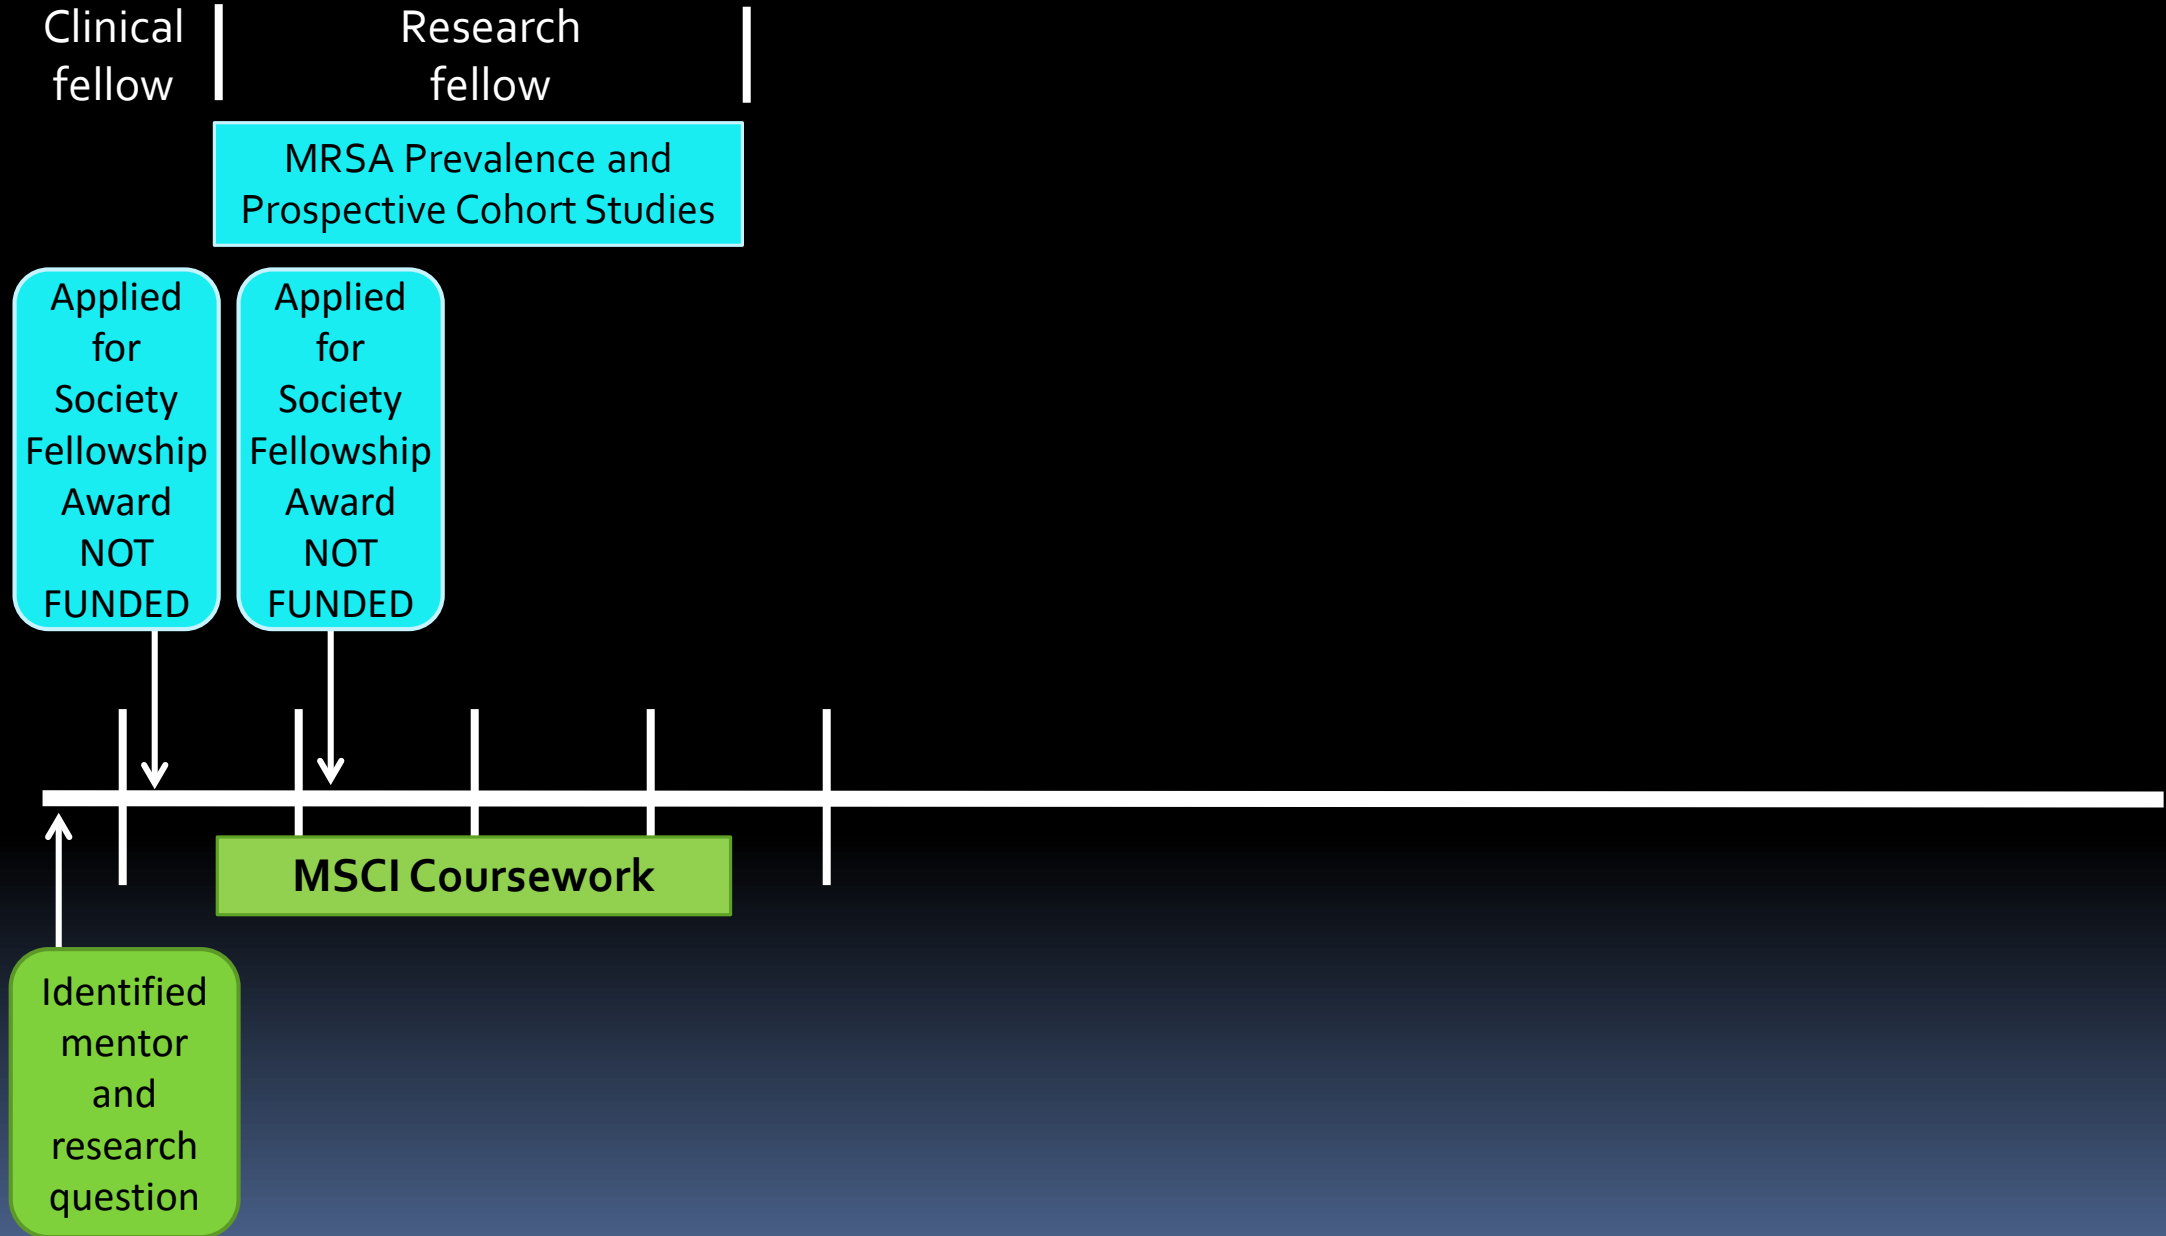 Clinical
fellow
Research
fellow
MRSA Prevalence and
Prospective Cohort Studies
Applied
for
Society
Fellowship
Award
NOT
FUNDED
Applied
for
Society
Fellowship
Award
NOT
FUNDED
MSCI Coursework
Identified
mentor
and
research
question